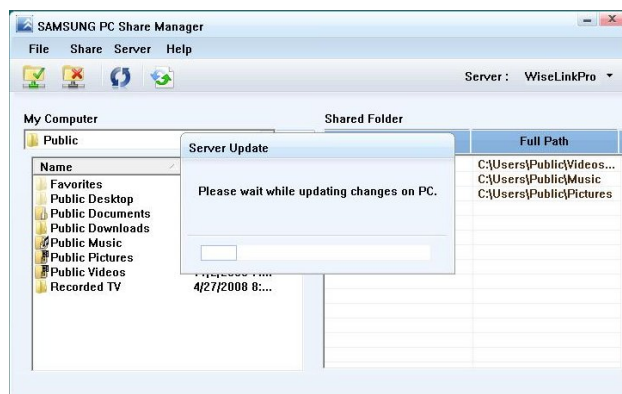 SAMSUNG PC Share Manager
File Share Server Help
Server : WiseLinkPro
My Computer
Shared Folder
Public
Server Update
Full Path
Name
Please wait while updating changes on PC.
C:\Users\Public\Videos...
C:\Users\Public\Music
C:\Users\Public\Pictures
Favorites
Public Desktop
Public Documents
Public Downloads
Public Music
Public Pictures
Public Videos
Recorded TV 4/27/2008 8:...